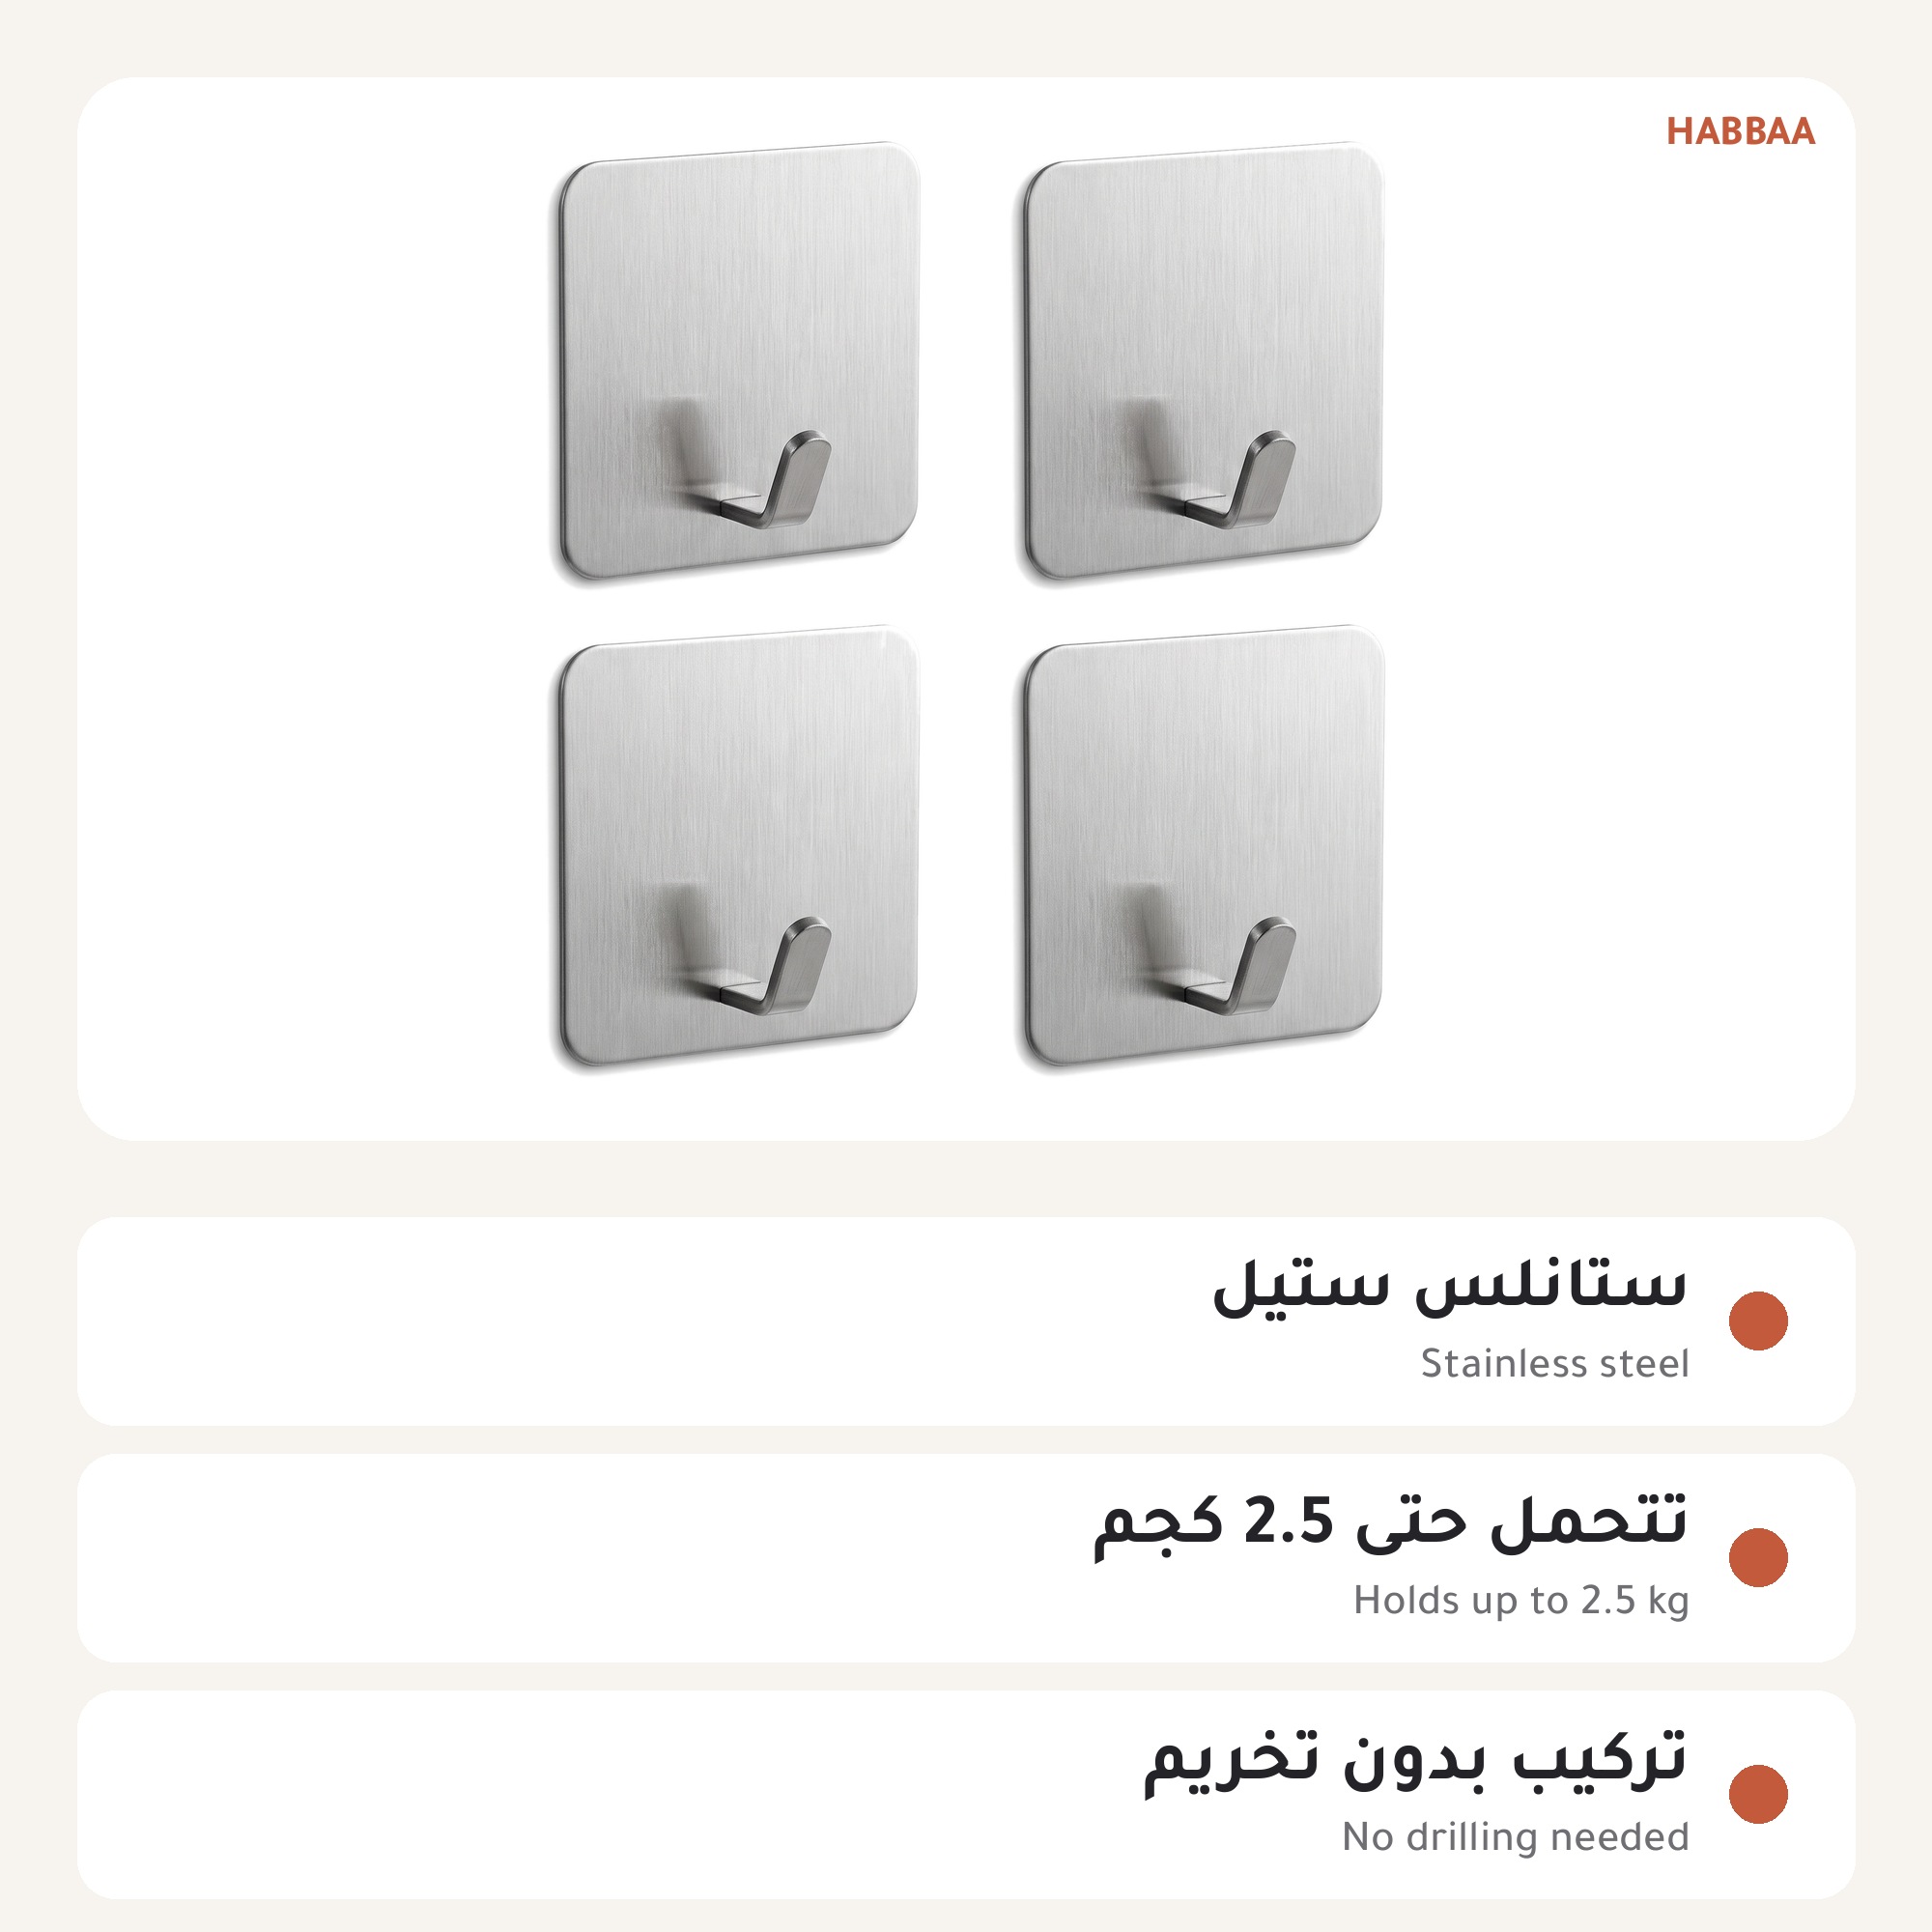 HABBAA
ستانلس ستيل
Stainless steel
تتحمل حتى 2.5 كجم
Holds up to 2.5 kg
تركيب بدون تخريم
No drilling needed